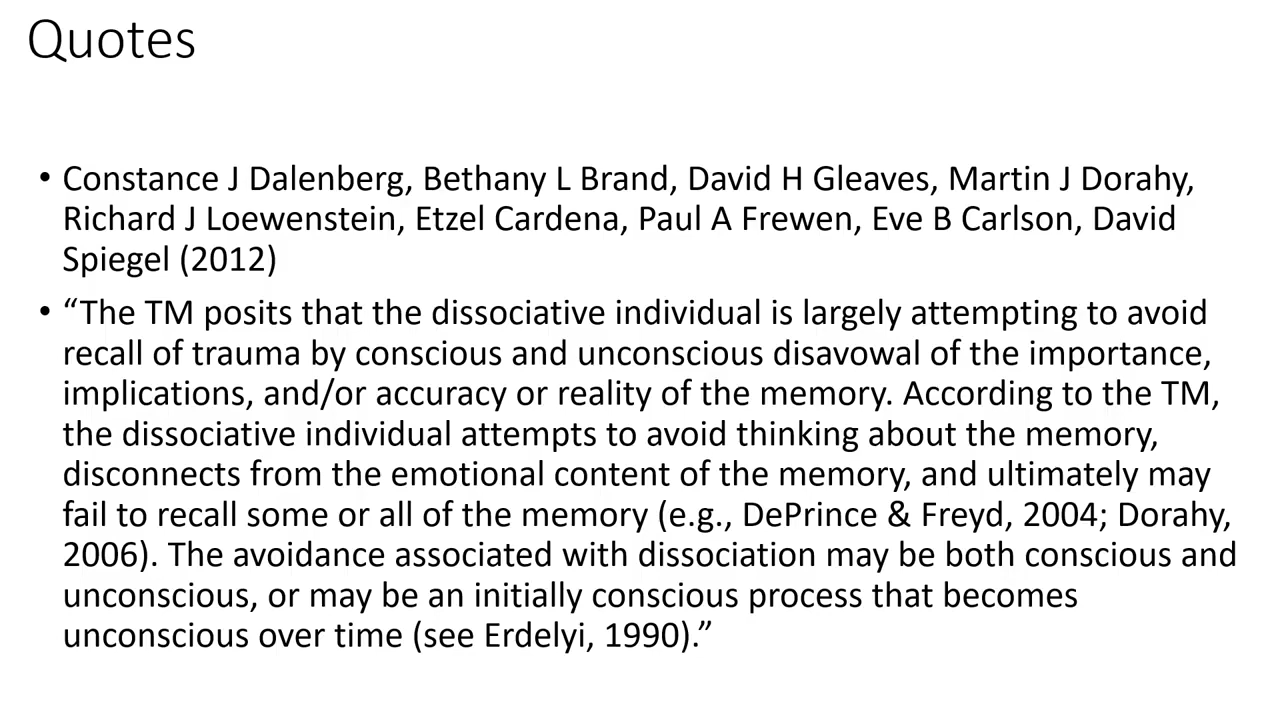 Quotes
• Constance J Dalenberg, Bethany L Brand, David H Gleaves, Martin J Dorahy,
Richard J Loewenstein, Etzel Cardena, Paul A Frewen, Eve B Carlson, David
Spiegel (2012)
• “The TM posits that the dissociative individual is largely attempting to avoid
recall of trauma by conscious and unconscious disavowal of the importance,
implications, and/or accuracy or reality of the memory. According to the TM,
the dissociative individual attempts to avoid thinking about the memory,
disconnects from the emotional content of the memory, and ultimately may
fail to recall some or all of the memory (e.g., DePrince & Freyd, 2004; Dorahy,
2006). The avoidance associated with dissociation may be both conscious and
unconscious, or may be an initially conscious process that becomes
unconscious over time (see Erdelyi, 1990).”